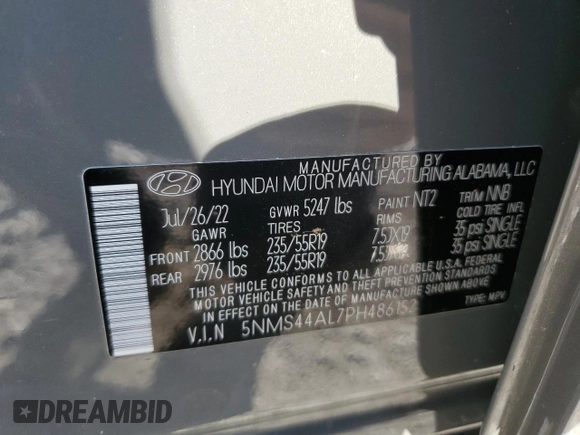 MANUFACTURED BY
HYUNDAI MOTOR MANUFACTURING ALABAMA, LLC
Jul/26/22 GVWR 5247 lbs PAINT NT2 TRIM NNB
GAWR TIRES RIMS COLD TIRE INFL
FRONT 2866 lbs 235/55R19 7.5JX19 35 psi SINGLE
REAR 2976 lbs 235/55R19 35 psi SINGLE
THIS VEHICLE CONFORMS TO ALL APPLICABLE U.S.A. FEDERAL
MOTOR VEHICLE SAFETY AND THEFT PREVENTION STANDARDS
IN EFFECT ON THE DATE OF MANUFACTURE SHOWN ABOVE.
V.I.N TYPE: MPV
DREAMBID